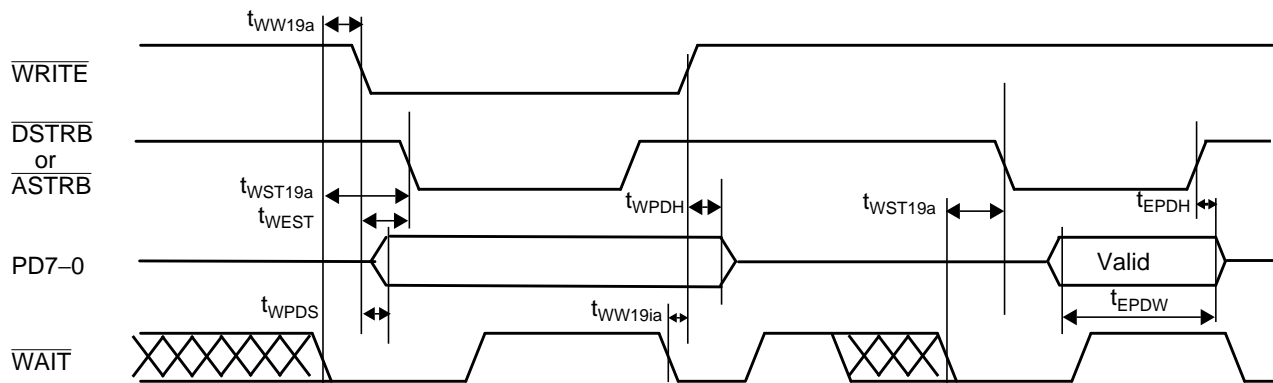 tWW19a
WRITE
DSTRB
or
ASTRB
tWST19a
tWEST
tWPDH
tWST19a
tEPDH
PD7–0
Valid
tWPDS
tWW19ia
tEPDW
WAIT